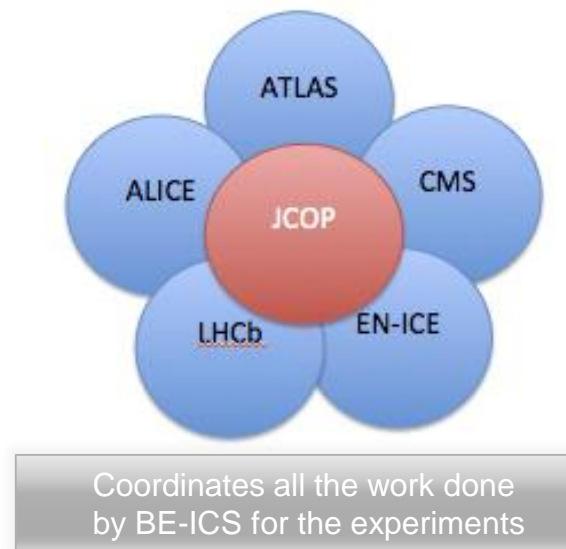 ATLAS
ALICE
CMS
JCOP
LHCb
EN-ICE
Coordinates all the work done
by BE-ICS for the experiments